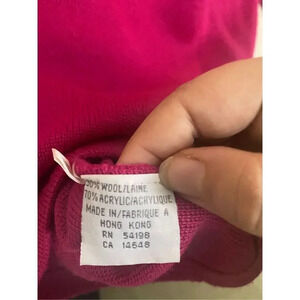 30% WOOL/LAINE
70% ACRYLIC/ACRYLIQUE
MADE IN/FABRIQUE A
HONG KONG
RN 54198
CA 14648